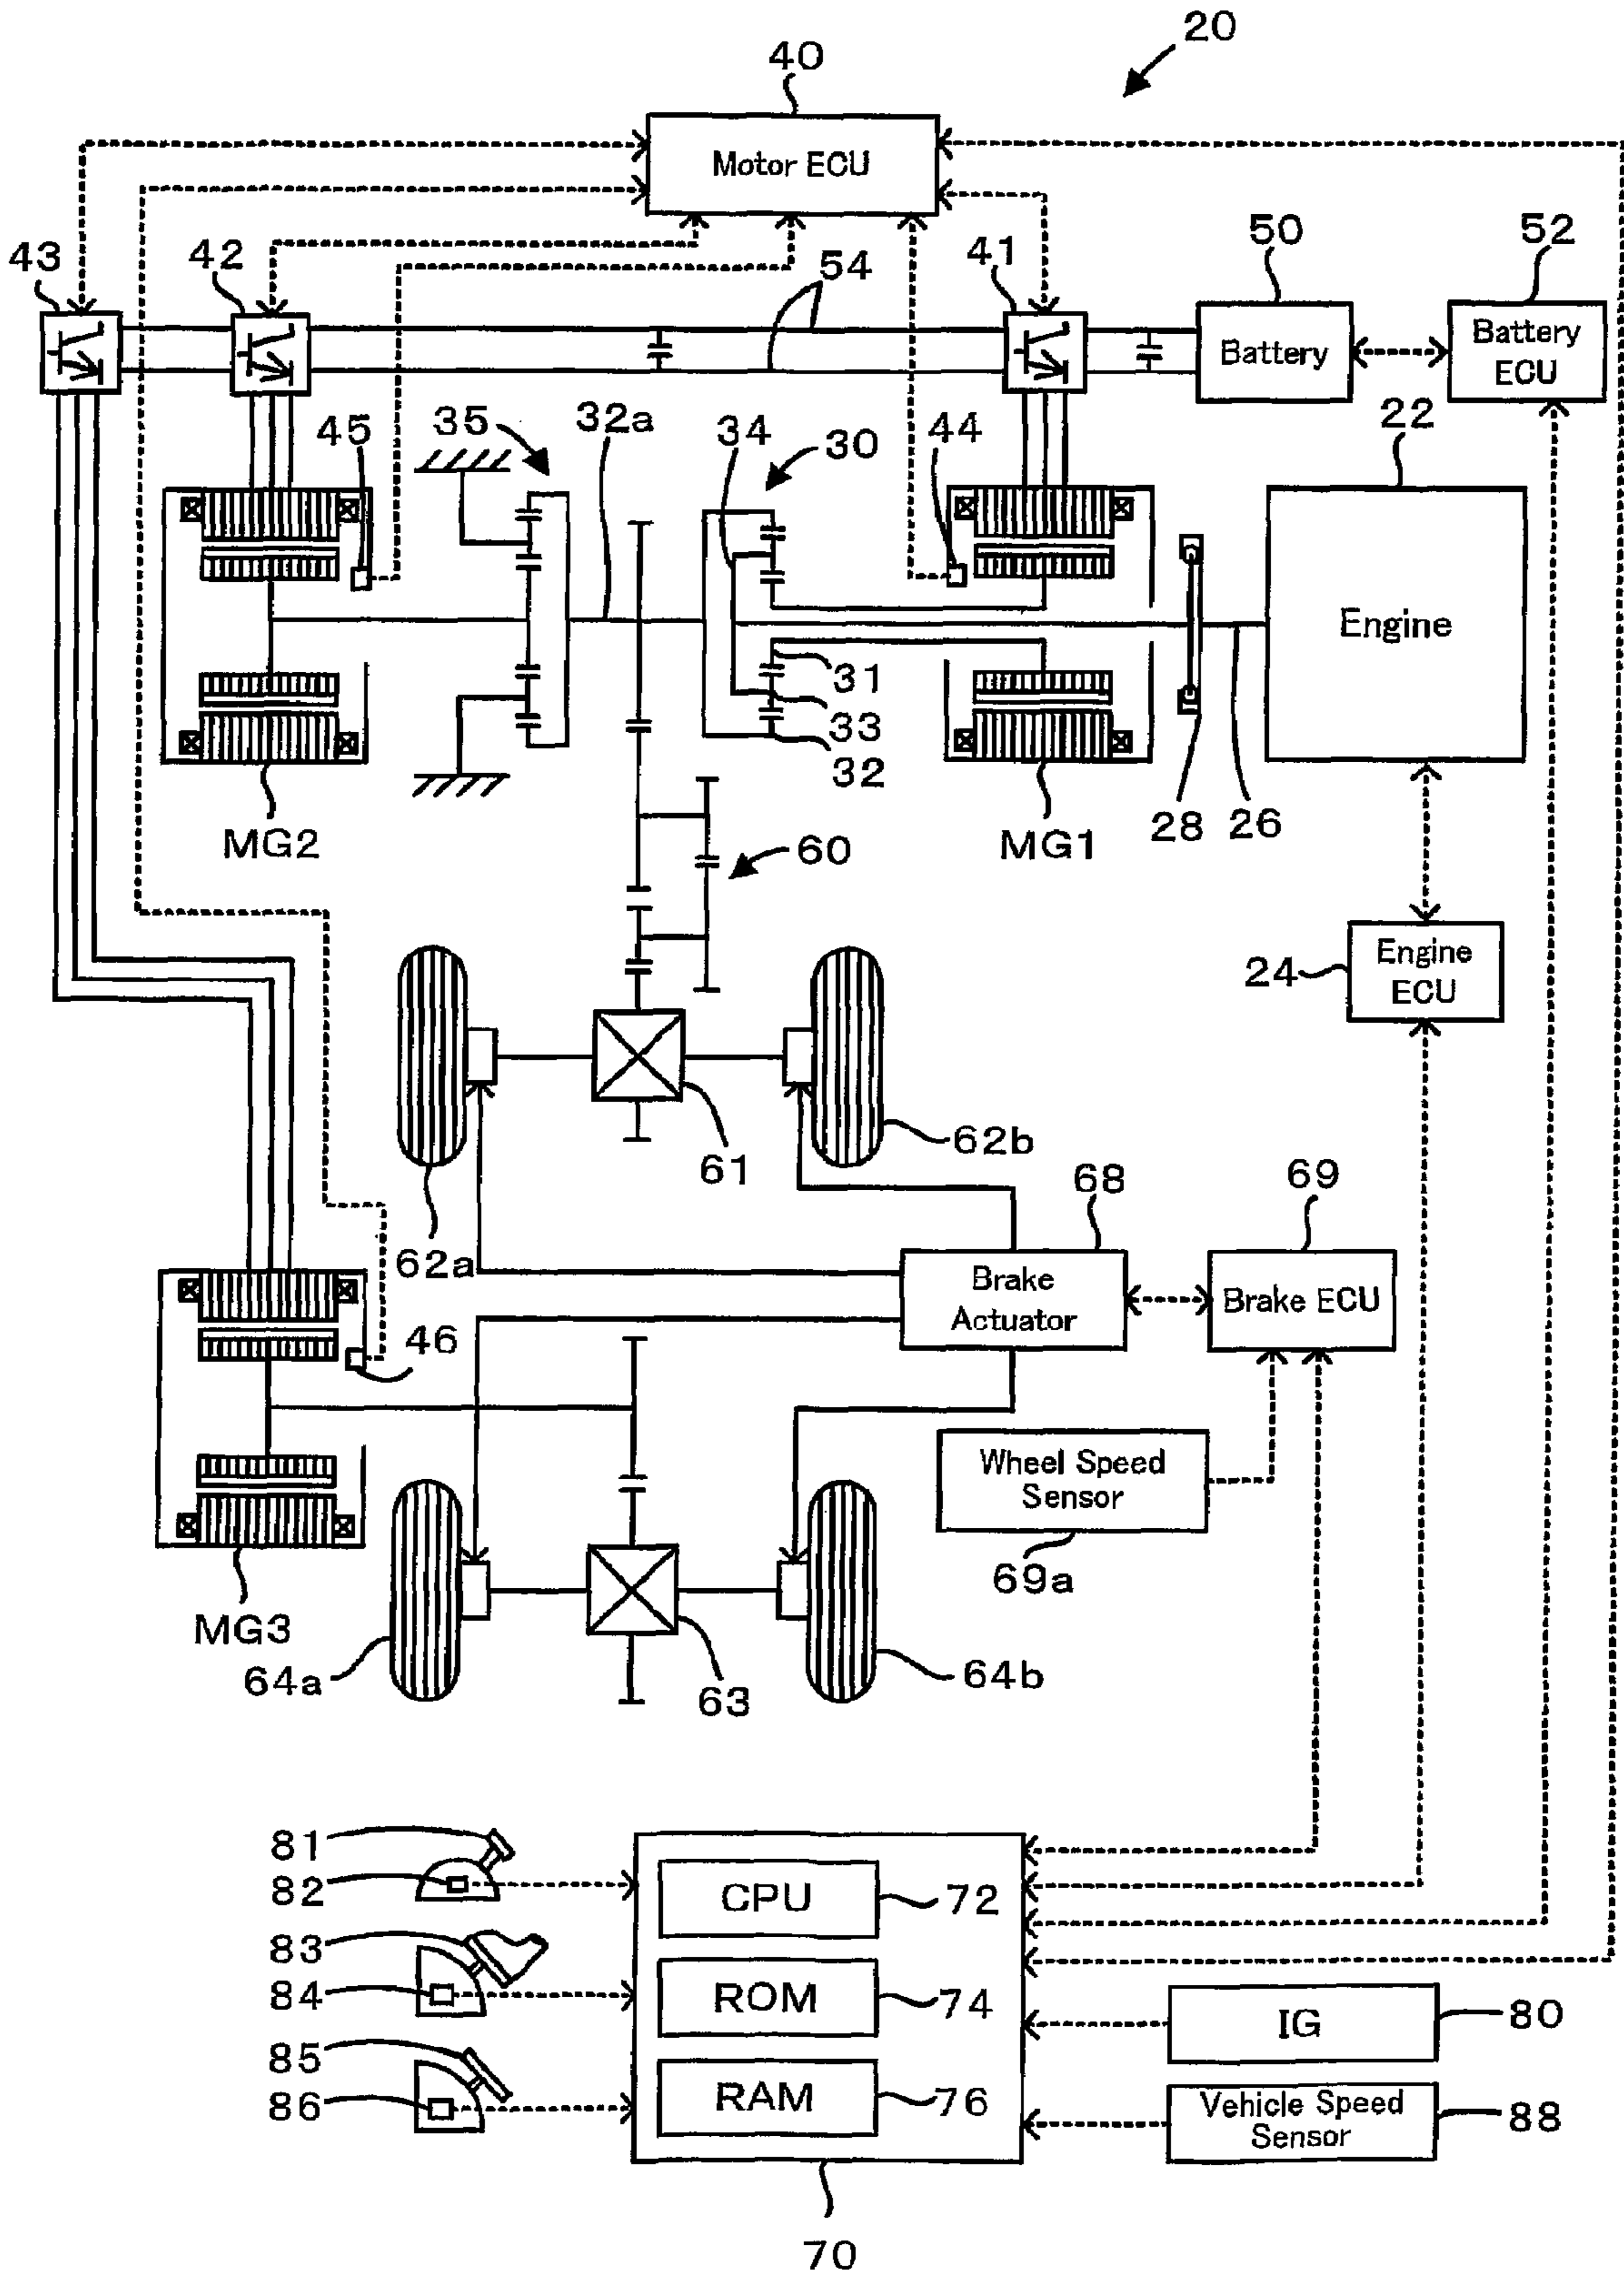 20
40
Motor ECU
43
42
54
41
50
52
Battery
Battery
ECU
45
35
32a
34
30
44
22
Engine
31
33
32
MG2
MG1
28
26
60
24
Engine
ECU
61
62b
62a
68
69
Brake
Actuator
Brake ECU
46
Wheel Speed
Sensor
69a
MG3
64a
63
64b
81
82
83
84
85
86
CPU
72
ROM
74
RAM
76
IG
80
Vehicle Speed
Sensor
88
70